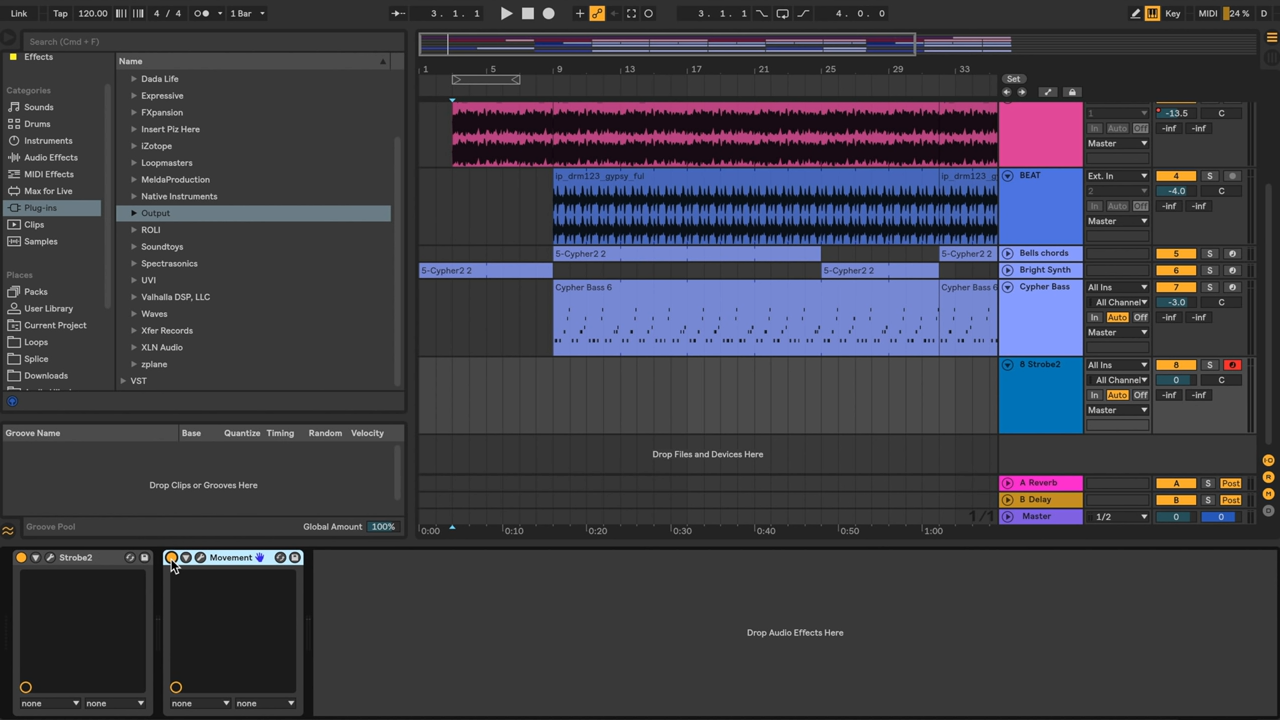 Link Tap 120.00 4 / 4 1 Bar 3. 1. 1 3. 1. 1 4. 0. 0 Key MIDI 24 % D
Search (Cmd + F)
Effects
Categories
Sounds
Drums
Instruments
Audio Effects
MIDI Effects
Max for Live
Plug-ins
Clips
Samples
Places
Packs
User Library
Current Project
Loops
Splice
Downloads
Name
Dada Life
Expressive
FXpansion
Insert Piz Here
iZotope
Loopmasters
MeldaProduction
Native Instruments
Output
ROLI
Soundtoys
Spectrasonics
UVI
Valhalla DSP, LLC
Waves
Xfer Records
XLN Audio
zplane
VST
Groove Name Base Quantize Timing Random Velocity
Drop Clips or Grooves Here
Groove Pool Global Amount 100%
1 5 9 13 17 21 25 29 33
Set
1 -13.5 C
In Auto Off -inf -inf
Master
ip_drm123_gypsy_ful ip_drm123_g BEAT Ext. In 4 S
2 -4.0 C
In Auto Off -inf -inf
Master
5-Cypher2 2 5-Cypher2 2 Bells chords 5 S
5-Cypher2 2 5-Cypher2 2 Bright Synth 6 S
Cypher Bass 6 Cypher Bass 6 Cypher Bass All Ins 7 S
All Channel -3.0 C
In Auto Off -inf -inf
Master
8 Strobe2 All Ins 8 S
All Channel 0 C
In Auto Off -inf -inf
Master
Drop Files and Devices Here
A Reverb A S Post
B Delay B S Post
1/1 Master 1/2 0 0
0:00 0:10 0:20 0:30 0:40 0:50 1:00
Strobe2 Movement
Drop Audio Effects Here
none none none none